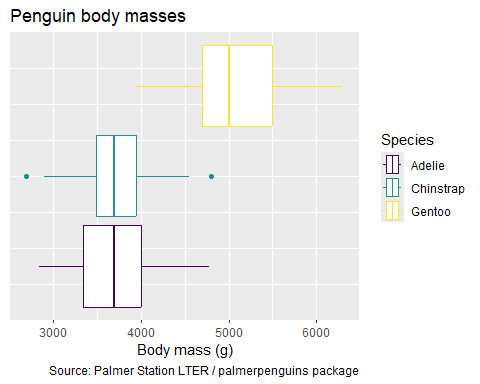 Penguin body masses
Species
Adelie
Chinstrap
Gentoo
3000 4000 5000 6000
Body mass (g)
Source: Palmer Station LTER / palmerpenguins package